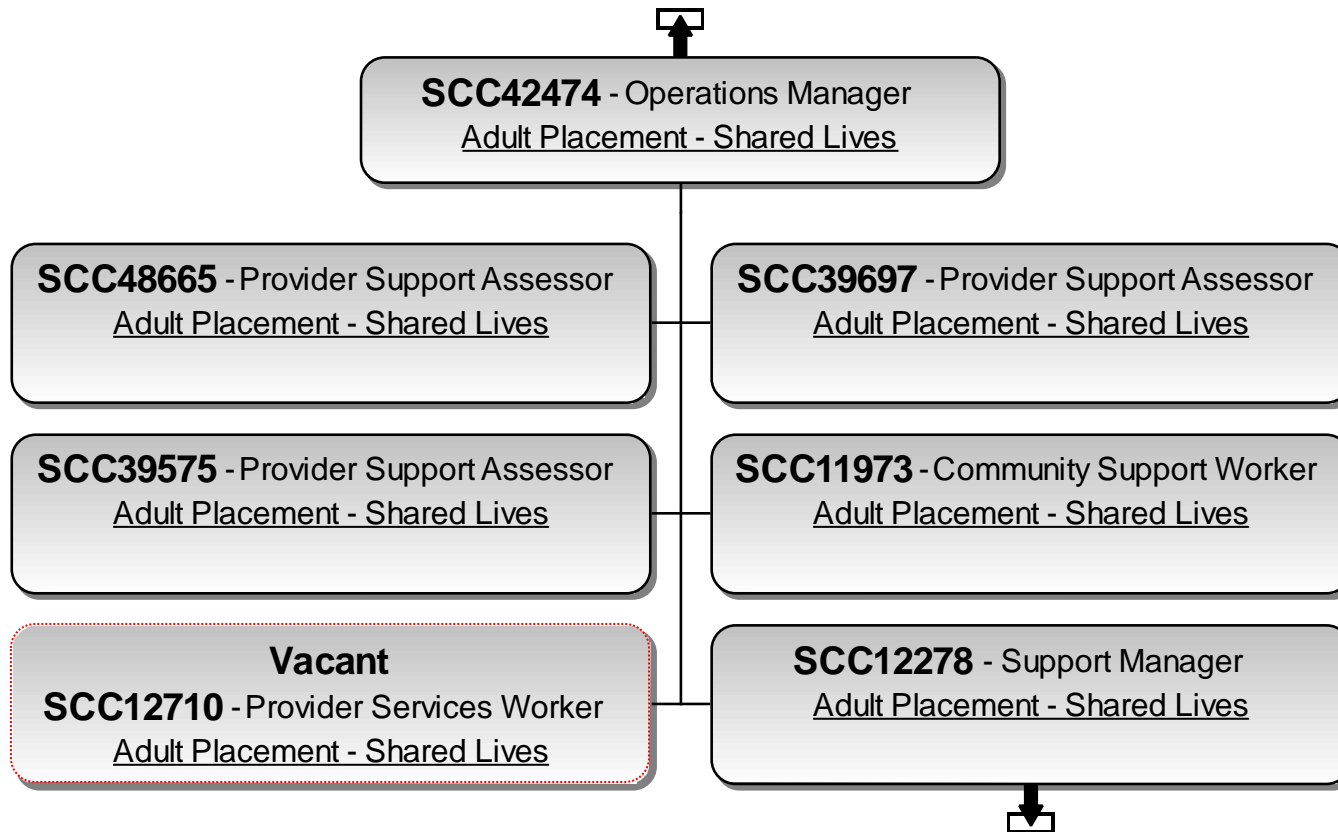 SCC42474 - Operations Manager
Adult Placement - Shared Lives
SCC48665 - Provider Support Assessor
Adult Placement - Shared Lives
SCC39697 - Provider Support Assessor
Adult Placement - Shared Lives
SCC39575 - Provider Support Assessor
Adult Placement - Shared Lives
SCC11973 - Community Support Worker
Adult Placement - Shared Lives
Vacant
SCC12710 - Provider Services Worker
Adult Placement - Shared Lives
SCC12278 - Support Manager
Adult Placement - Shared Lives